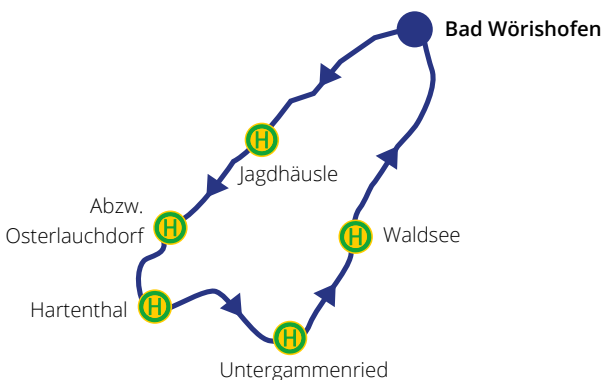 Bad Wörishofen
H
Jagdhäusle
Abzw.
Osterlauchdorf
H
H
Waldsee
Hartenthal
H
H
Untergammenried